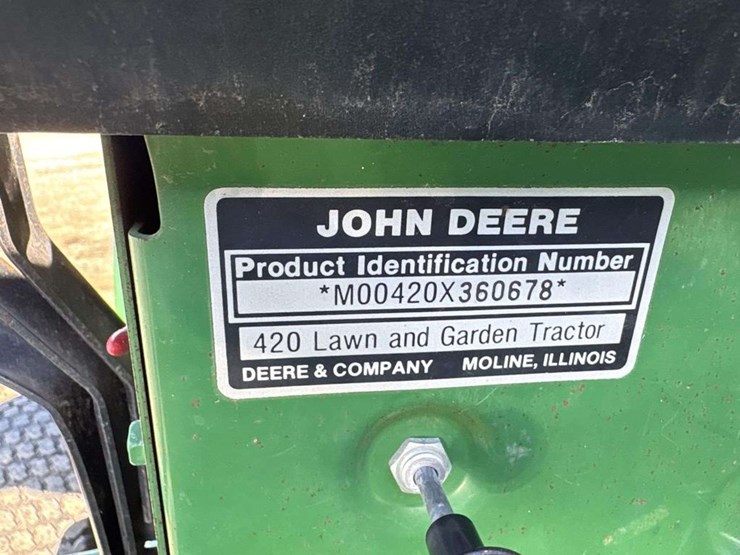 JOHN DEERE
Product Identification Number
*M00420X360678*
420 Lawn and Garden Tractor
DEERE & COMPANY MOLINE, ILLINOIS